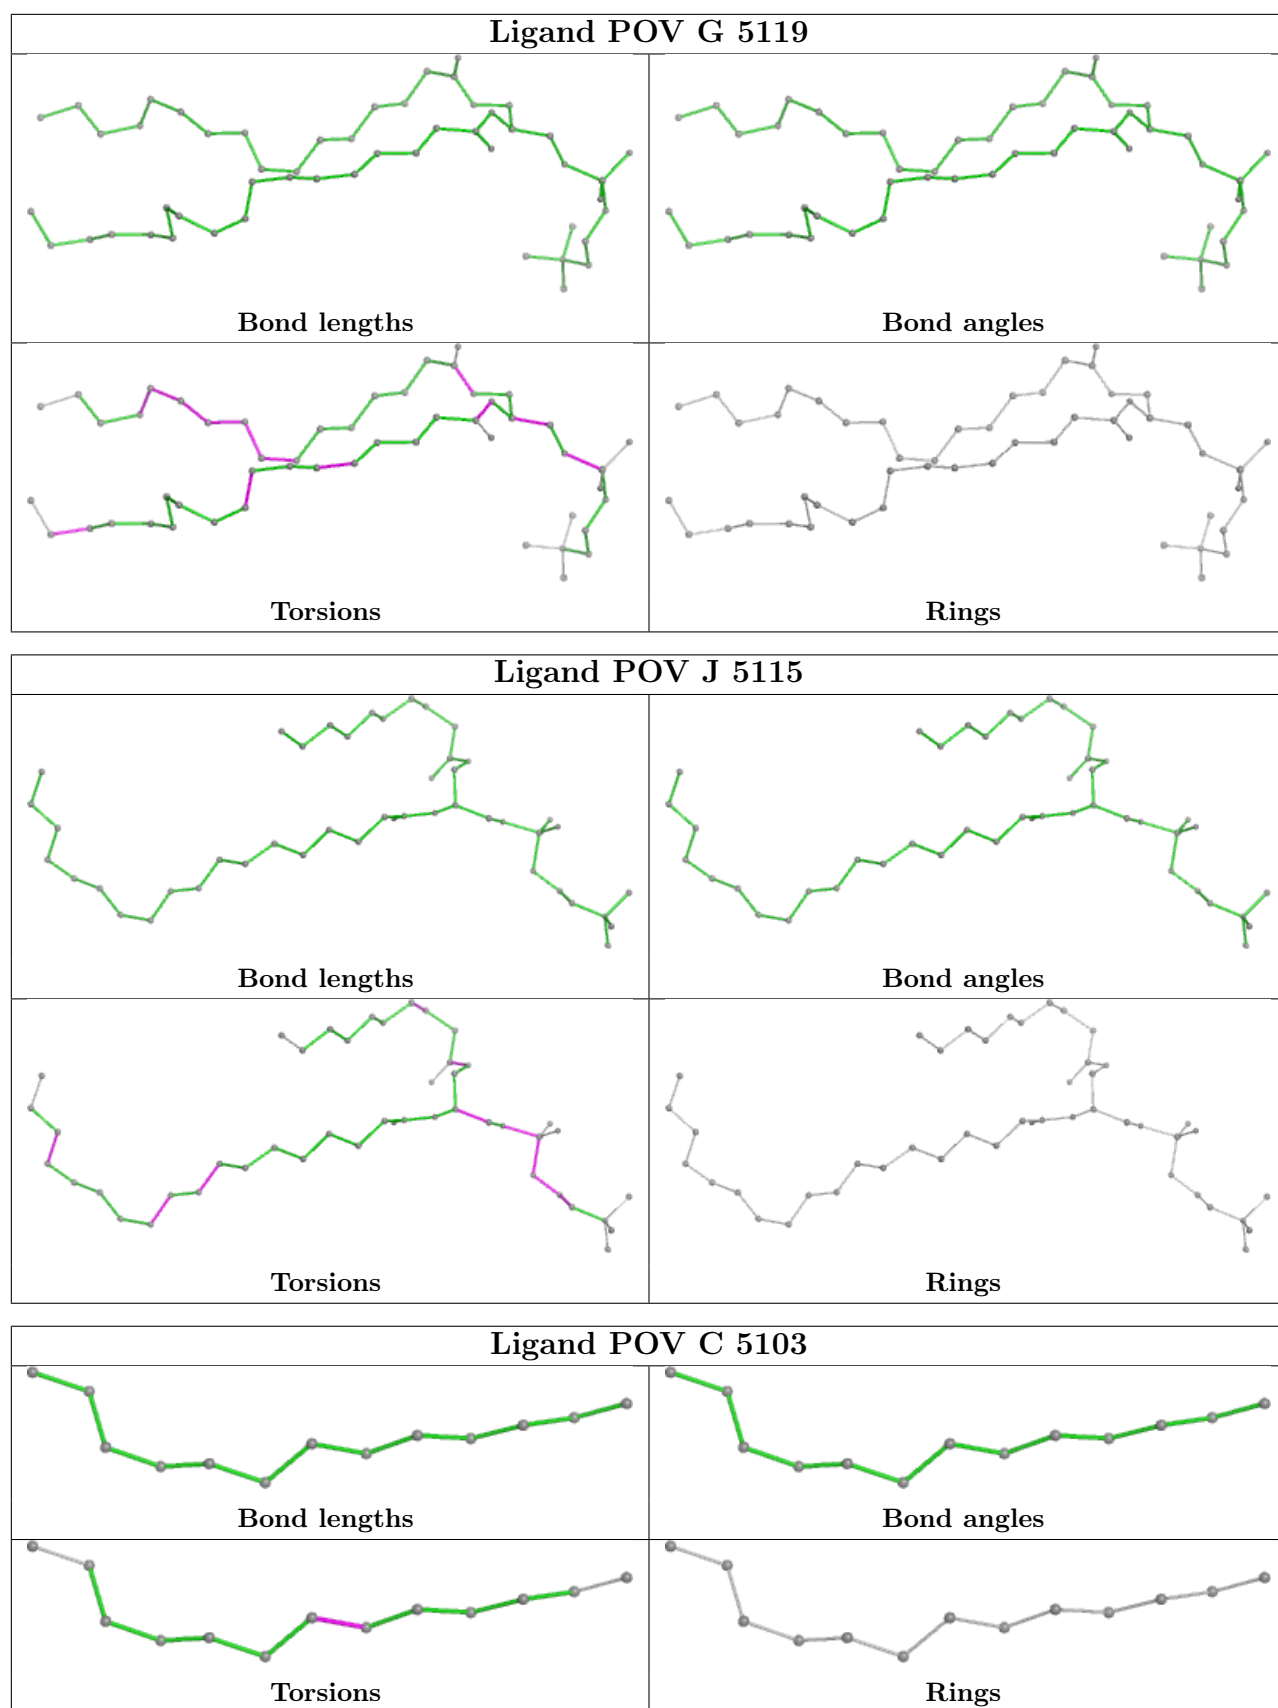 Ligand POV G 5119
Bond lengths
Bond angles
Torsions
Rings
Ligand POV J 5115
Bond lengths
Bond angles
Torsions
Rings
Ligand POV C 5103
Bond lengths
Bond angles
Torsions
Rings